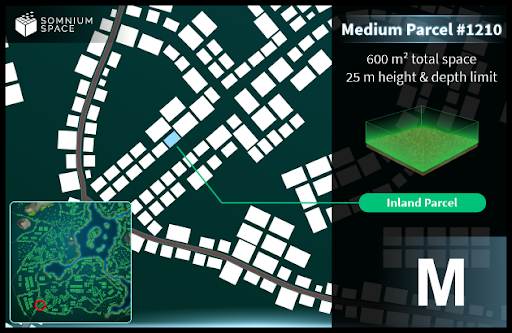 SOMNIUM
SPACE
Medium Parcel #1210
600 m² total space
25 m height & depth limit
Inland Parcel
M